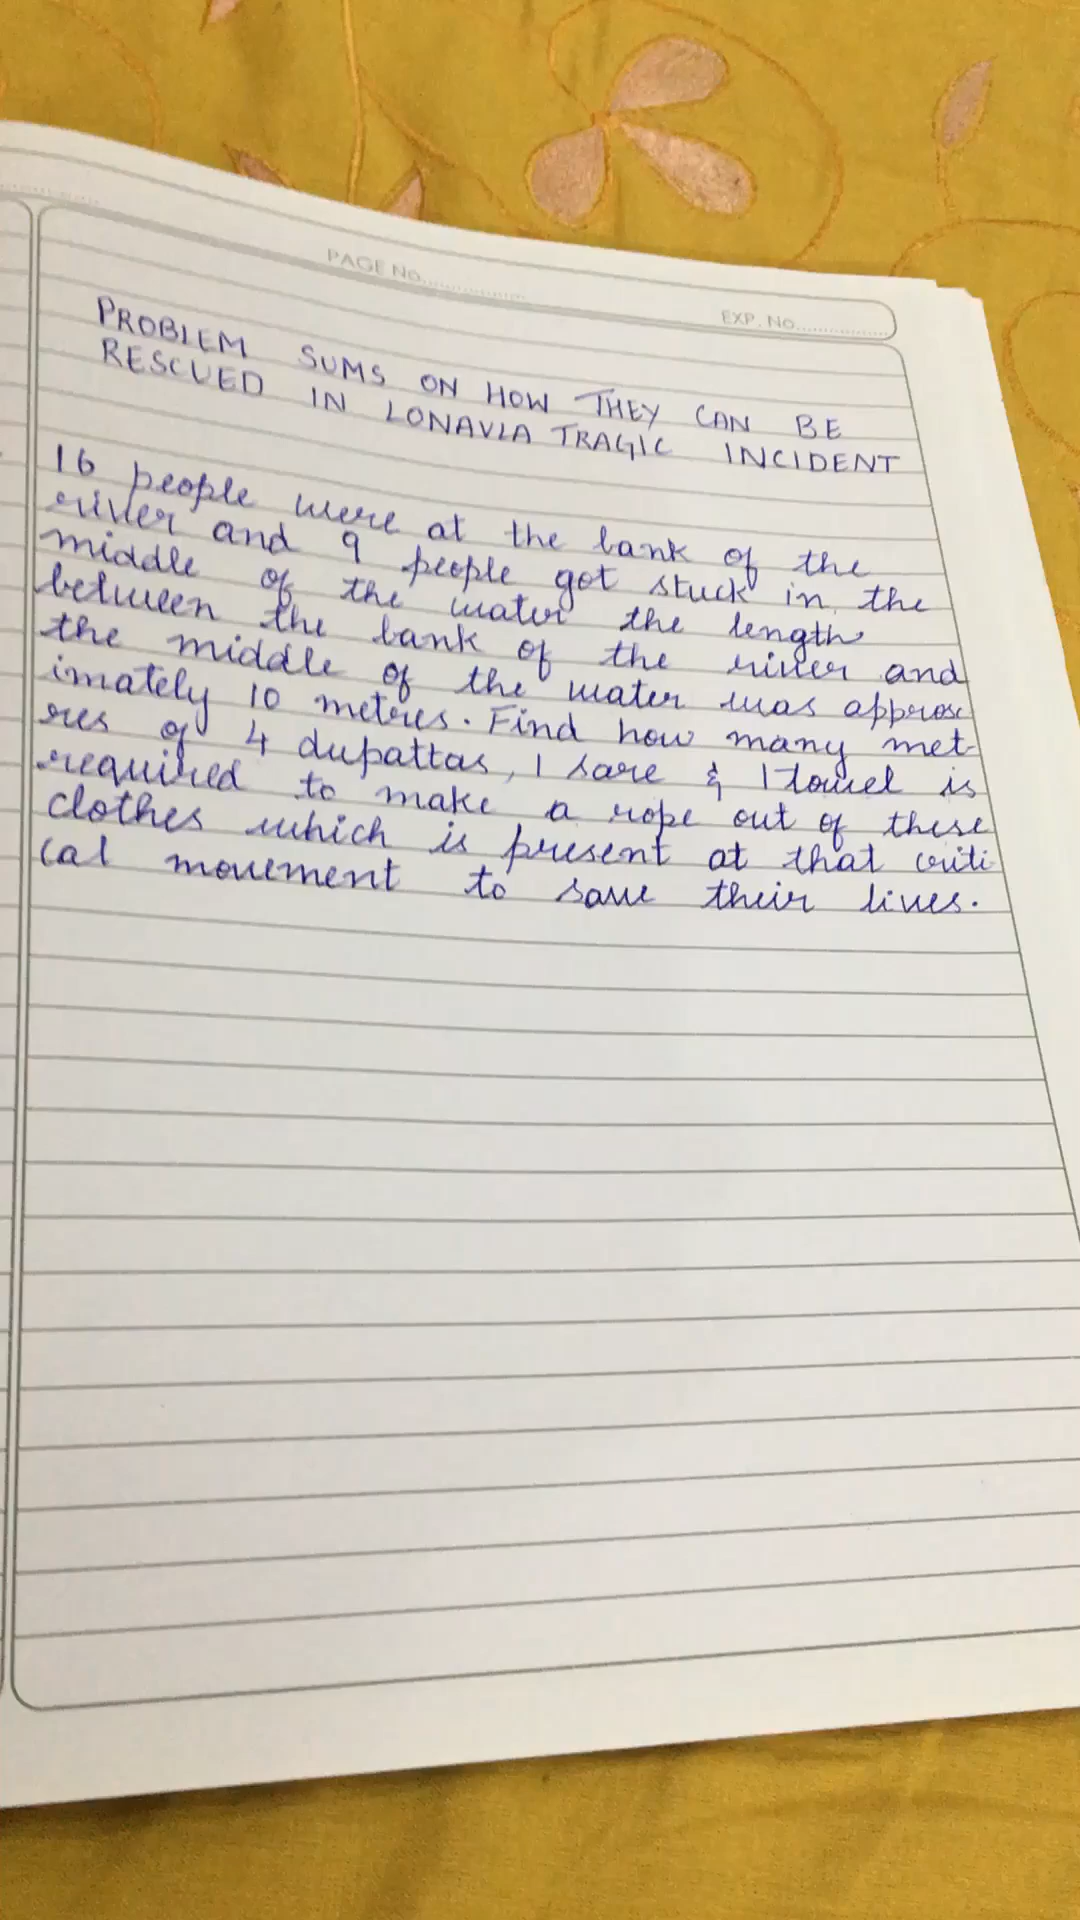 PAGE No.................
EXP. No.................
PROBLEM SUMS ON HOW THEY CAN BE
RESCUED IN LONAVLA TRAGIC INCIDENT
16 people were at the bank of the
river and 9 people got stuck in the
middle of the water the length
between the bank of the river and
the middle of the water was approx
imately 10 metres. Find how many met-
res of 4 dupattas, 1 sare & 1 towel is
required to make a rope out of these
clothes which is present at that criti
cal movement to save their lives.